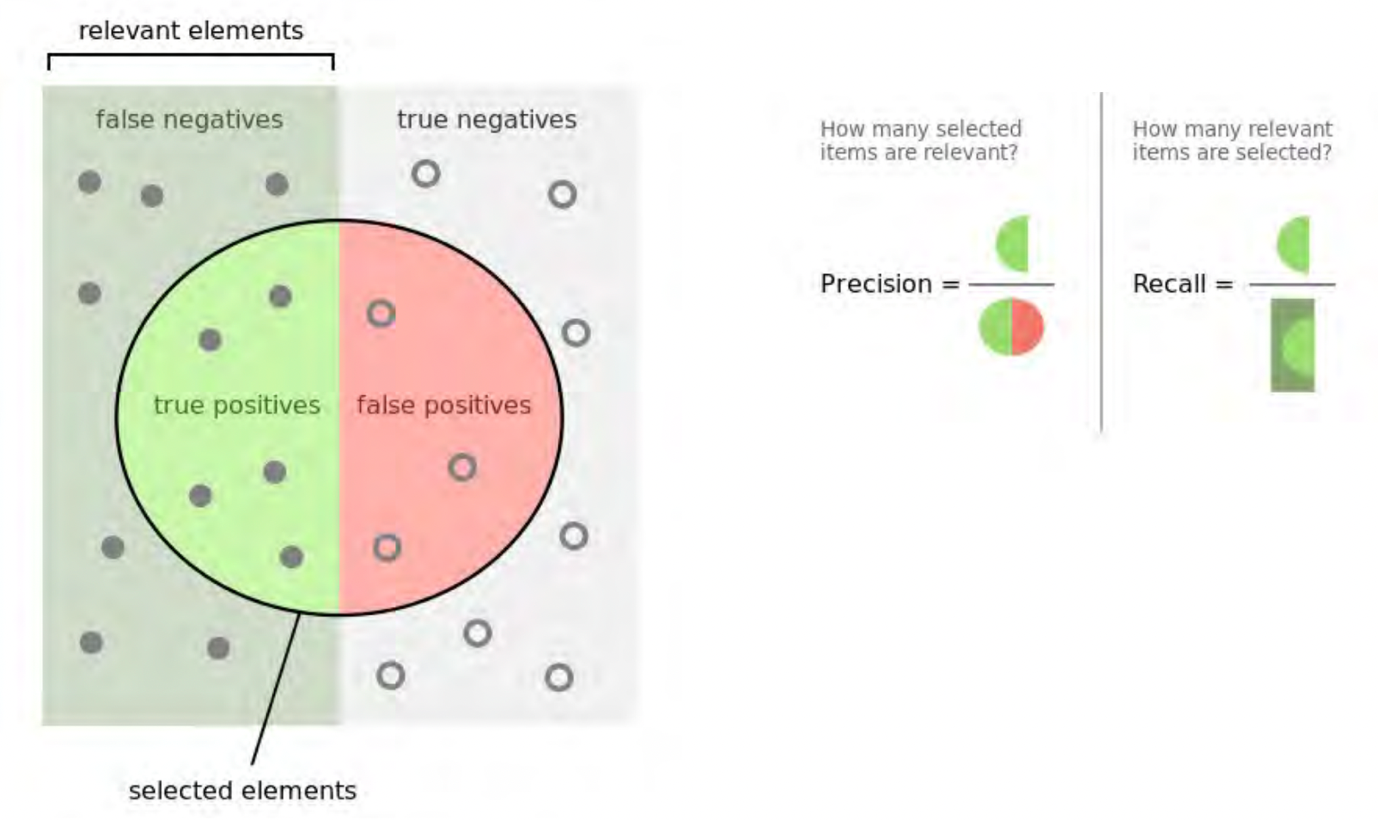 relevant elements
false negatives
true negatives
true positives
false positives
selected elements
How many selected
items are relevant?
Precision =
How many relevant
items are selected?
Recall =